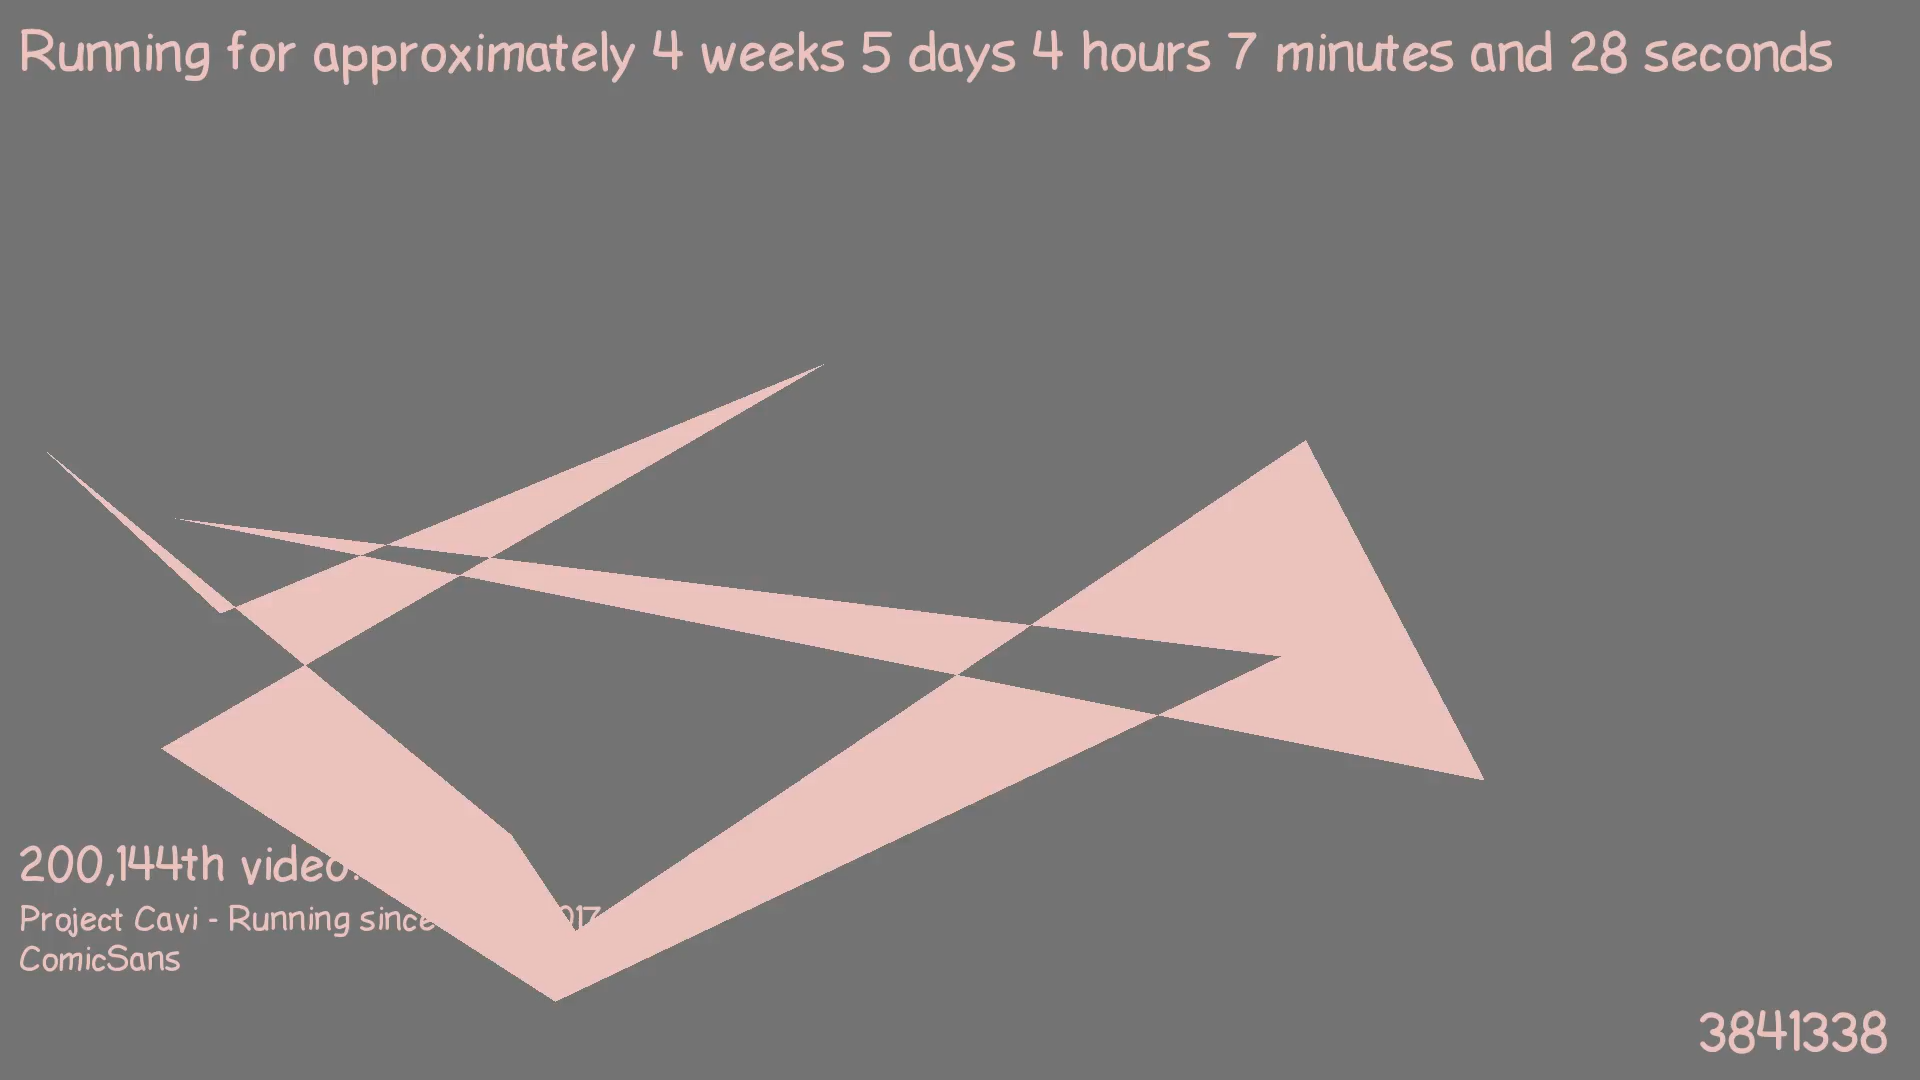 Running for approximately 4 weeks 5 days 4 hours 7 minutes and 28 seconds
200,144th video
Project Cavi - Running since
ComicSans
3841338